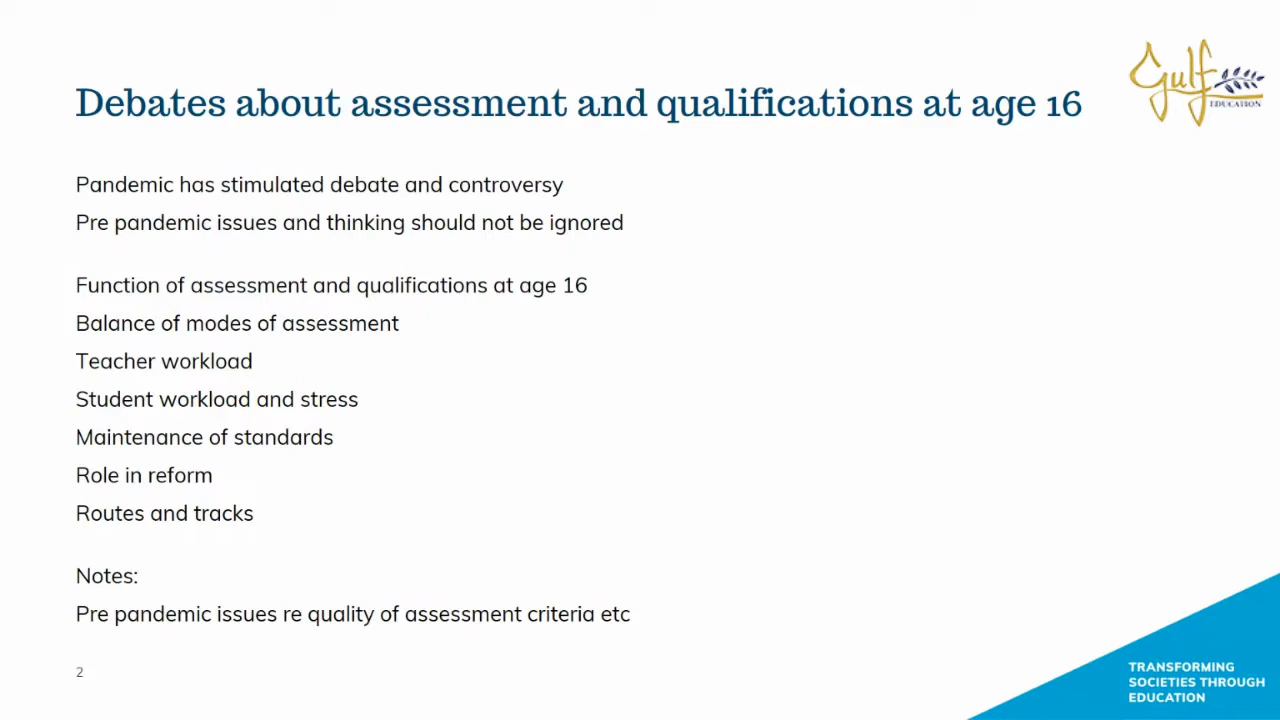 Debates about assessment and qualifications at age 16
Gulf
EDUCATION
Pandemic has stimulated debate and controversy
Pre pandemic issues and thinking should not be ignored
Function of assessment and qualifications at age 16
Balance of modes of assessment
Teacher workload
Student workload and stress
Maintenance of standards
Role in reform
Routes and tracks
Notes:
Pre pandemic issues re quality of assessment criteria etc
2
TRANSFORMING
SOCIETIES THROUGH
EDUCATION